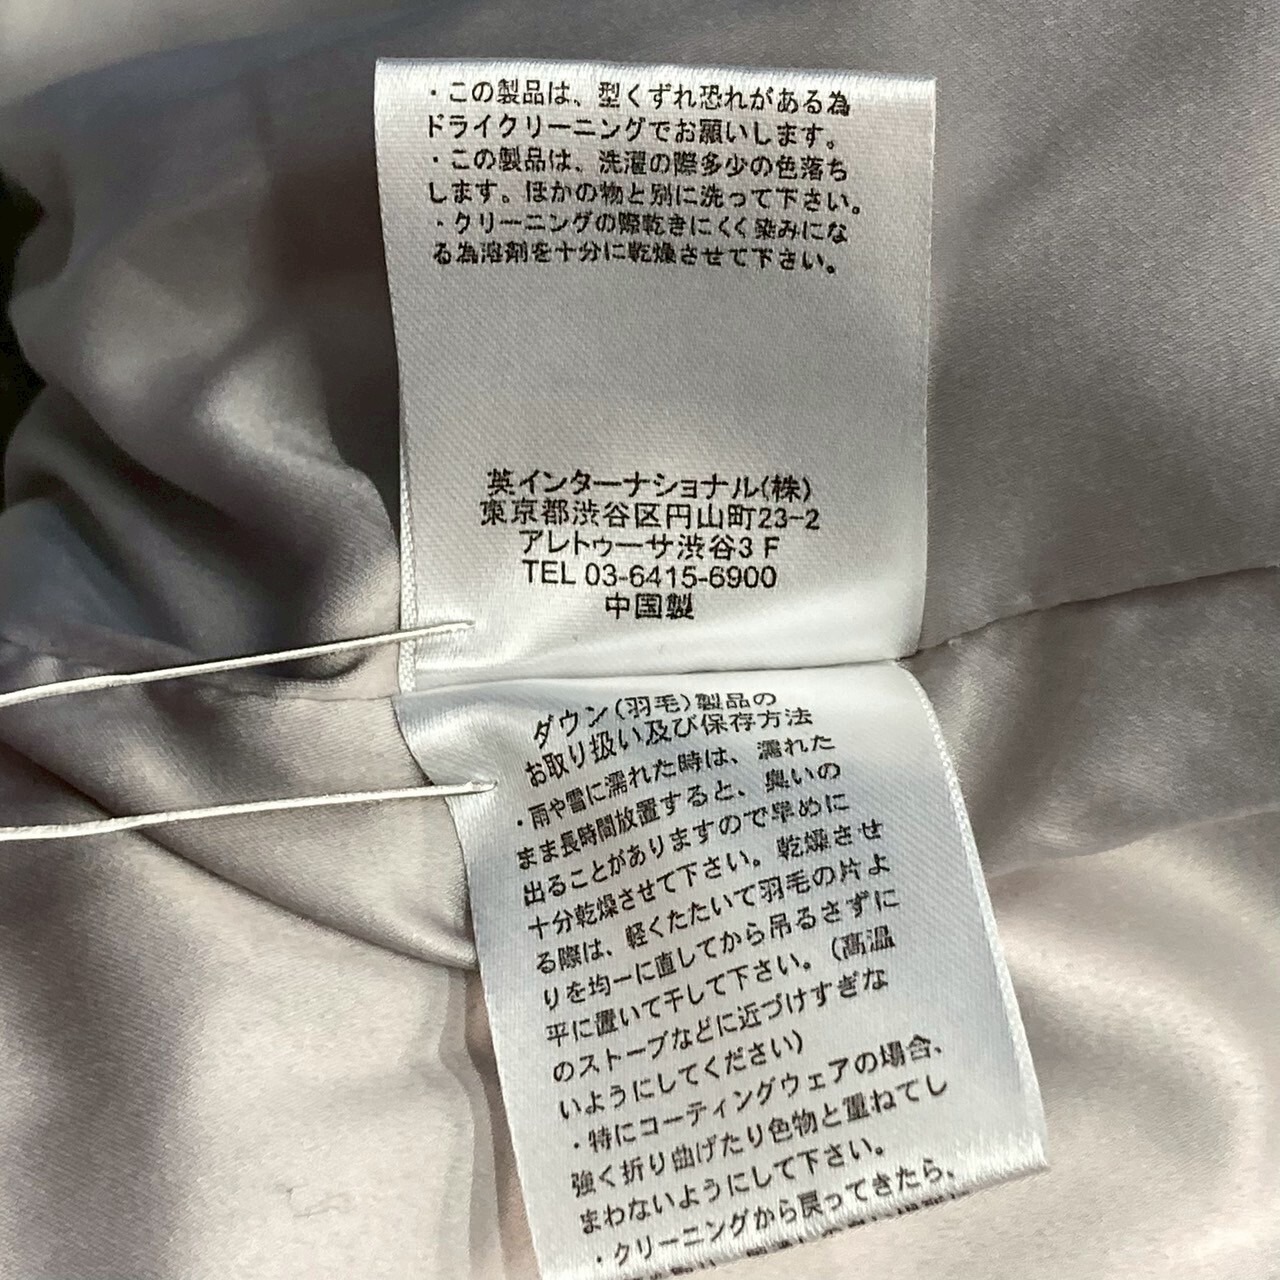 ・この製品は、型くずれ恐れがある為
ドライクリーニングでお願いします。
・この製品は、洗濯の際多少の色落ち
します。ほかの物と別に洗って下さい。
・クリーニングの際乾きにくく染みにな
る為溶剤を十分に乾燥させて下さい。
英インターナショナル(株)
東京都渋谷区円山町23-2
アレトゥーサ渋谷3F
TEL 03-6415-6900
中国製
ダウン(羽毛)製品の
お取り扱い及び保存方法
・雨や雪に濡れた時は、濡れた
まま長時間放置すると、臭いの
出ることがありますので早めに
十分乾燥させて下さい。乾燥させ
る際は、軽くたたいて羽毛の片よ
りを均一に直してから吊るさずに
平に置いて干して下さい。(高温
のストーブなどに近づけすぎな
いようにしてください)
・特にコーティングウェアの場合、
強く折り曲げたり色物と重ねてし
まわないようにして下さい。
・クリーニングから戻ってきたら、